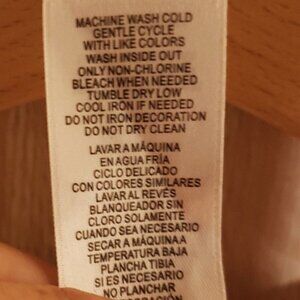 MACHINE WASH COLD
GENTLE CYCLE
WITH LIKE COLORS
WASH INSIDE OUT
ONLY NON-CHLORINE
BLEACH WHEN NEEDED
TUMBLE DRY LOW
COOL IRON IF NEEDED
DO NOT IRON DECORATION
DO NOT DRY CLEAN
LAVAR A MÁQUINA
EN AGUA FRÍA
CICLO DELICADO
CON COLORES SIMILARES
LAVAR AL REVÉS
BLANQUEADOR SIN
CLORO SOLAMENTE
CUANDO SEA NECESARIO
SECAR A MÁQUINA A
TEMPERATURA BAJA
PLANCHA TIBIA
SI ES NECESARIO
NO PLANCHAR